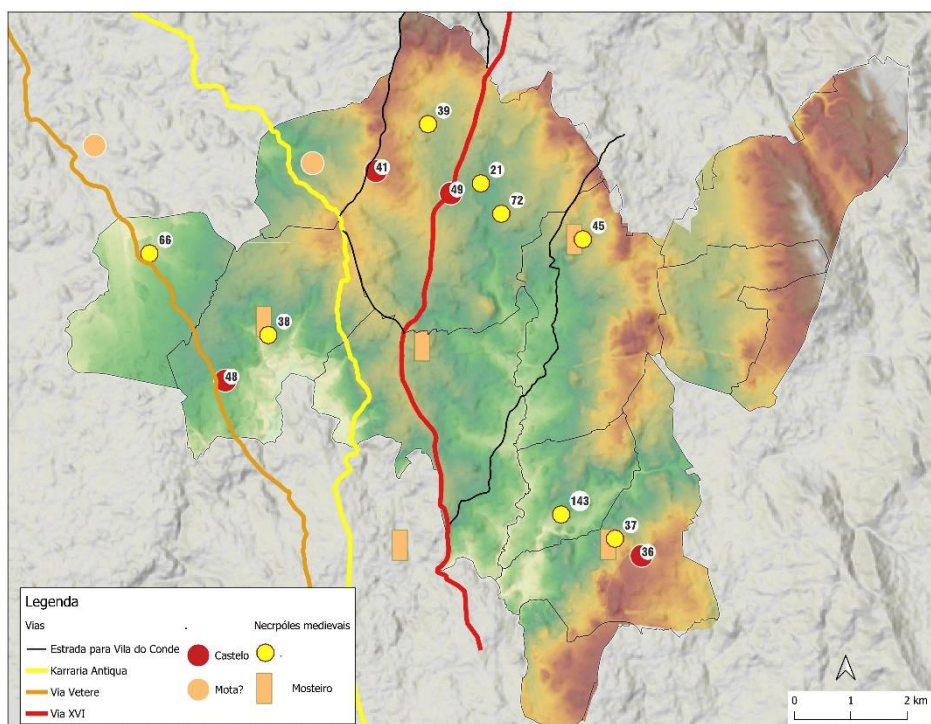 39
41
21
49
72
45
66
38
48
143
37
36
Legenda
Vias
.
Necrpóles medievais
Estrada para Vila do Conde
Castelo
.
Karraria Antiqua
Via Vetere
Mota?
Mosteiro
Via XVI
0 1 2 km